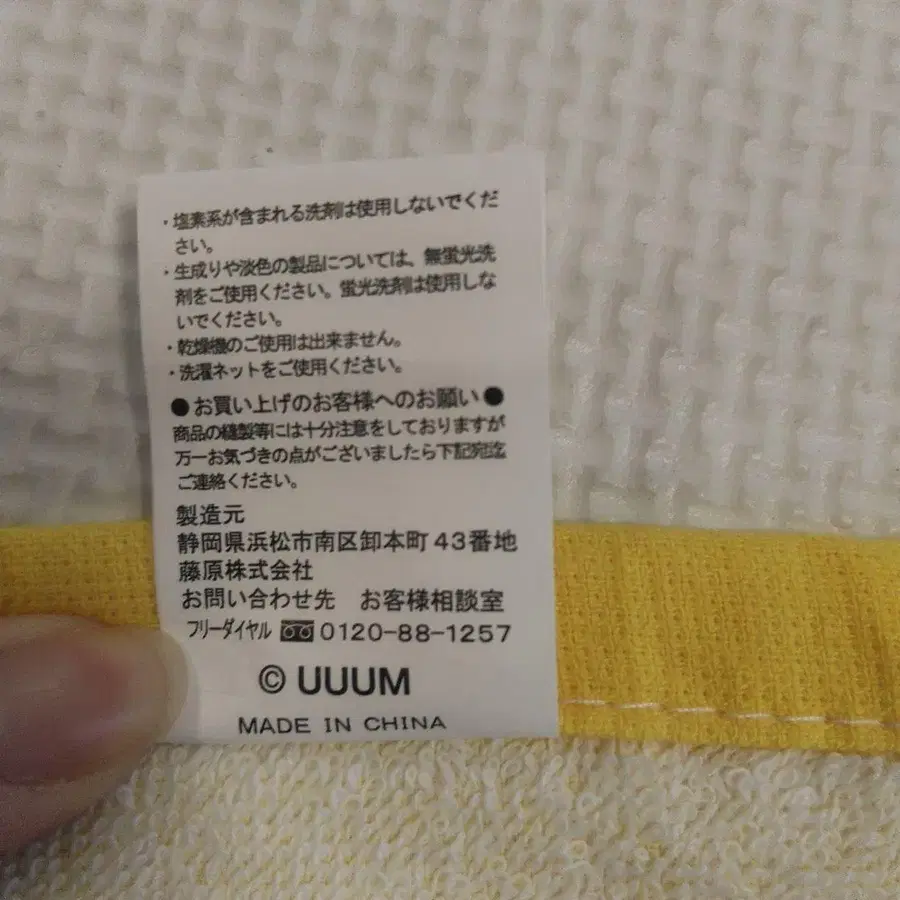 ・塩素系が含まれる洗剤は使用しないでくだ
さい。
・生成りや淡色の製品については、無蛍光洗
剤をご使用ください。蛍光洗剤は使用しな
いでください。
・乾燥機のご使用は出来ません。
・洗濯ネットをご使用ください。
●お買い上げのお客様へのお願い●
商品の縫製等には十分注意をしておりますが
万一お気づきの点がございましたら下記宛迄
ご連絡ください。
製造元
静岡県浜松市南区卸本町43番地
藤原株式会社
お問い合わせ先 お客様相談室
フリーダイヤル 0120-88-1257
© UUUM
MADE IN CHINA